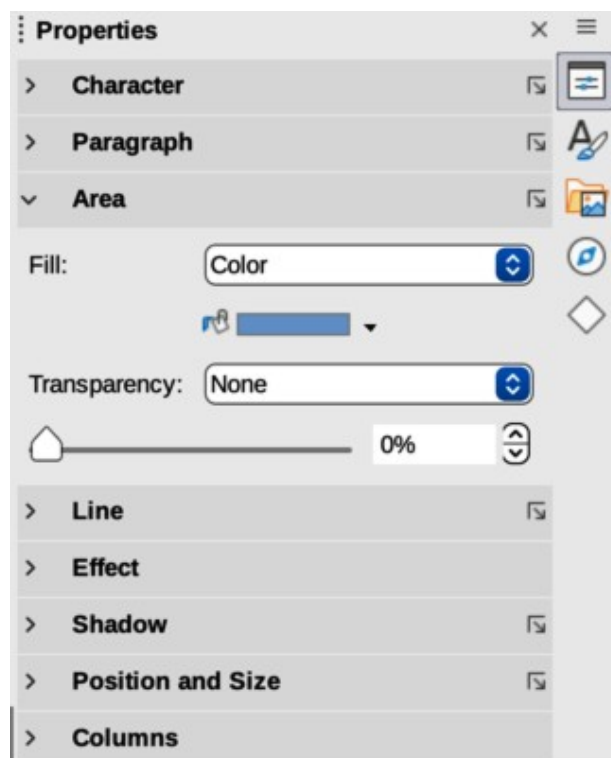 Properties
Character
Paragraph
Area
Fill: Color
Transparency: None
0%
Line
Effect
Shadow
Position and Size
Columns